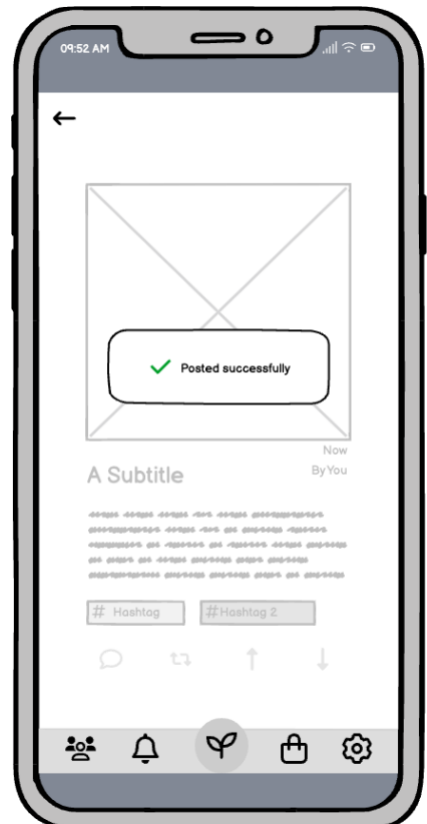 09:52 AM
Posted successfully
Now
A Subtitle
By You
# Hashtag
#Hashtag 2